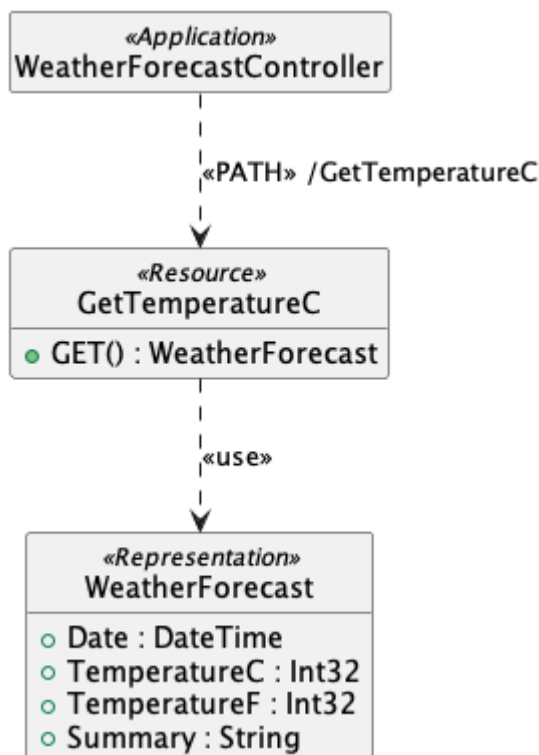 «Application»
WeatherForecastController
«PATH» /GetTemperatureC
«Resource»
GetTemperatureC
GET() : WeatherForecast
«use»
«Representation»
WeatherForecast
Date : DateTime
TemperatureC : Int32
TemperatureF : Int32
Summary : String